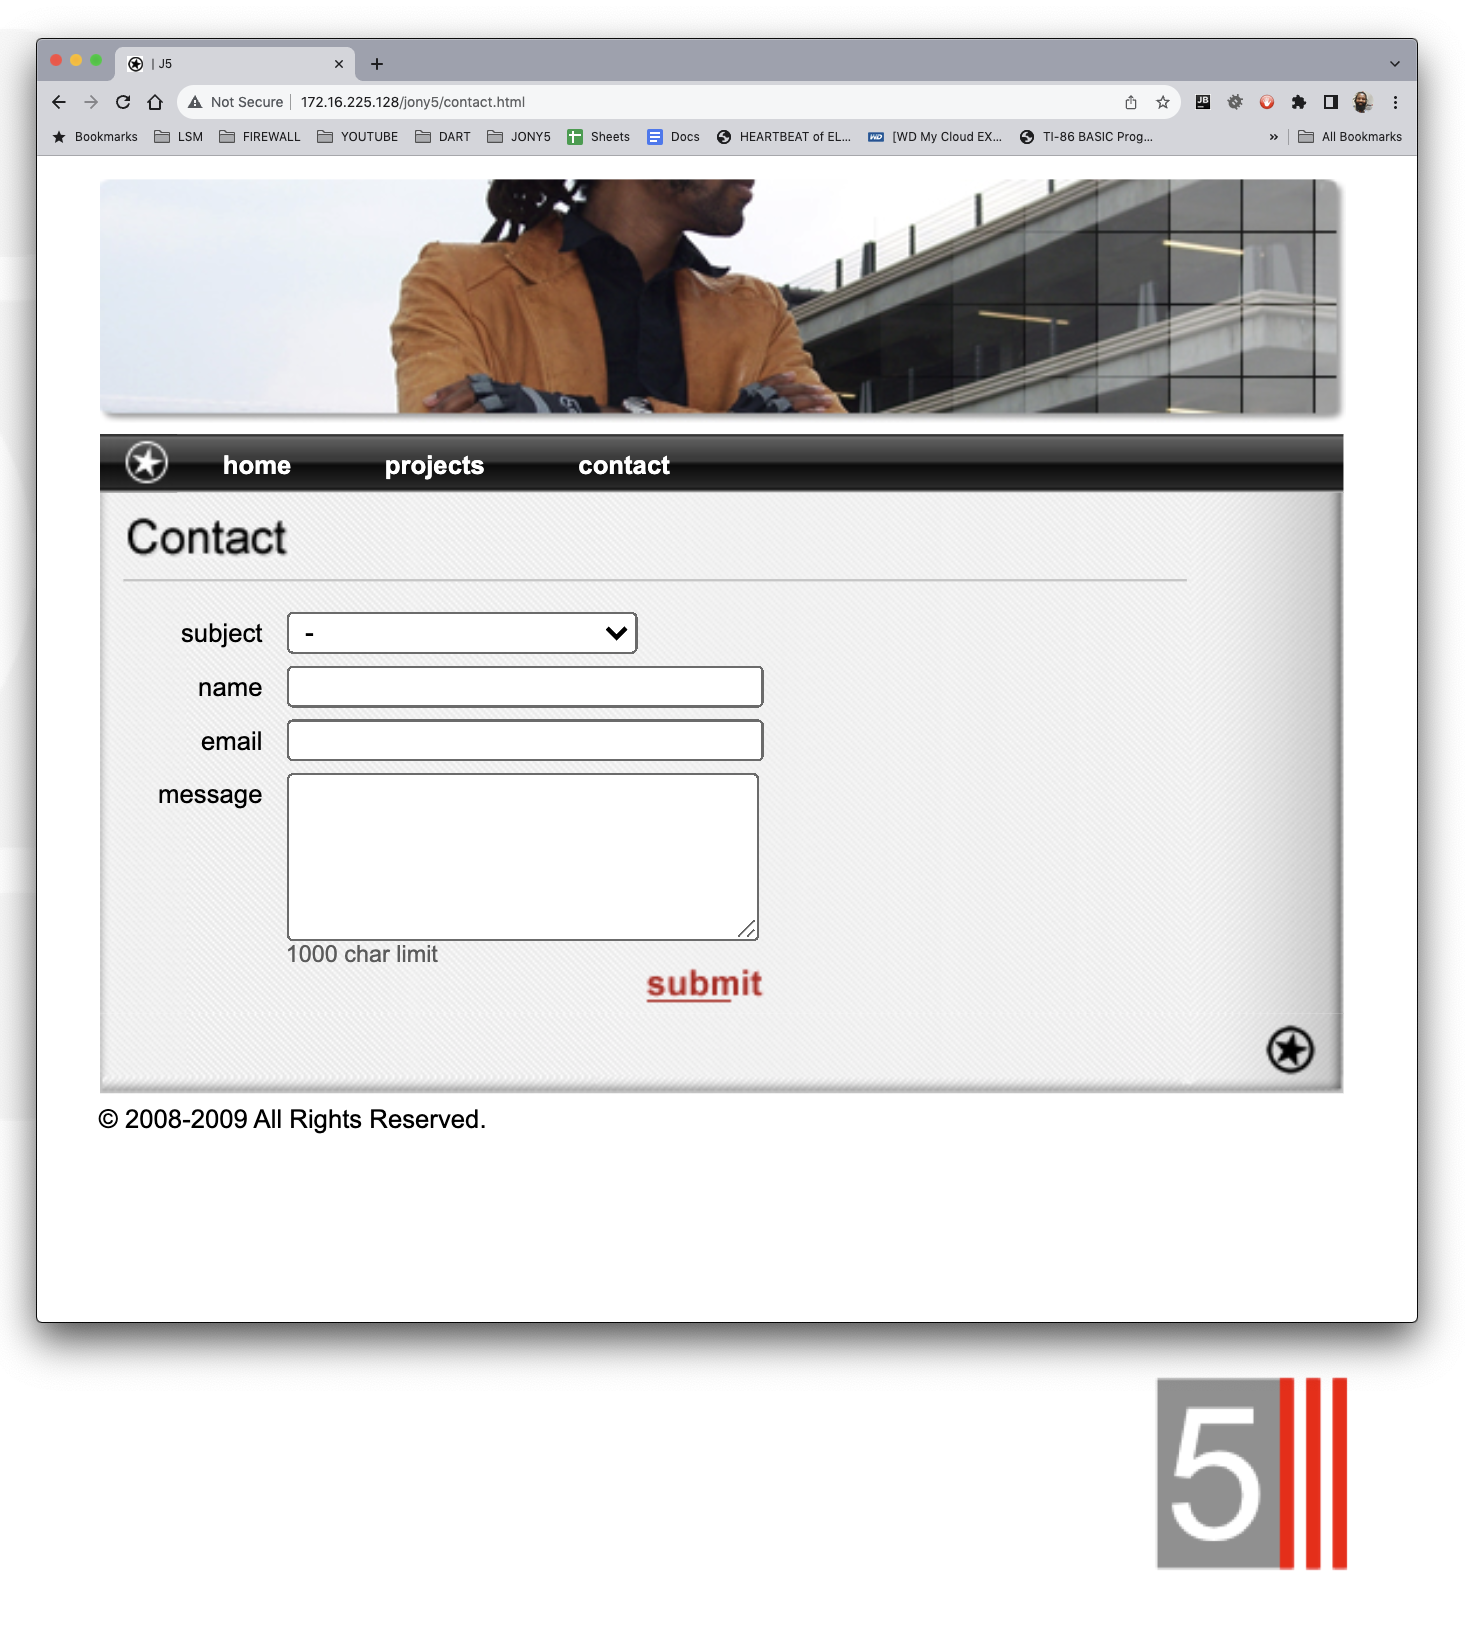 | J5
Not Secure 172.16.225.128/jony5/contact.html
JB
Bookmarks LSM FIREWALL YOUTUBE DART JONY5 Sheets Docs HEARTBEAT of EL... WD [WD My Cloud EX... TI-86 BASIC Prog... » All Bookmarks
home projects contact
Contact
subject -
name
email
message
1000 char limit
submit
© 2008-2009 All Rights Reserved.
5